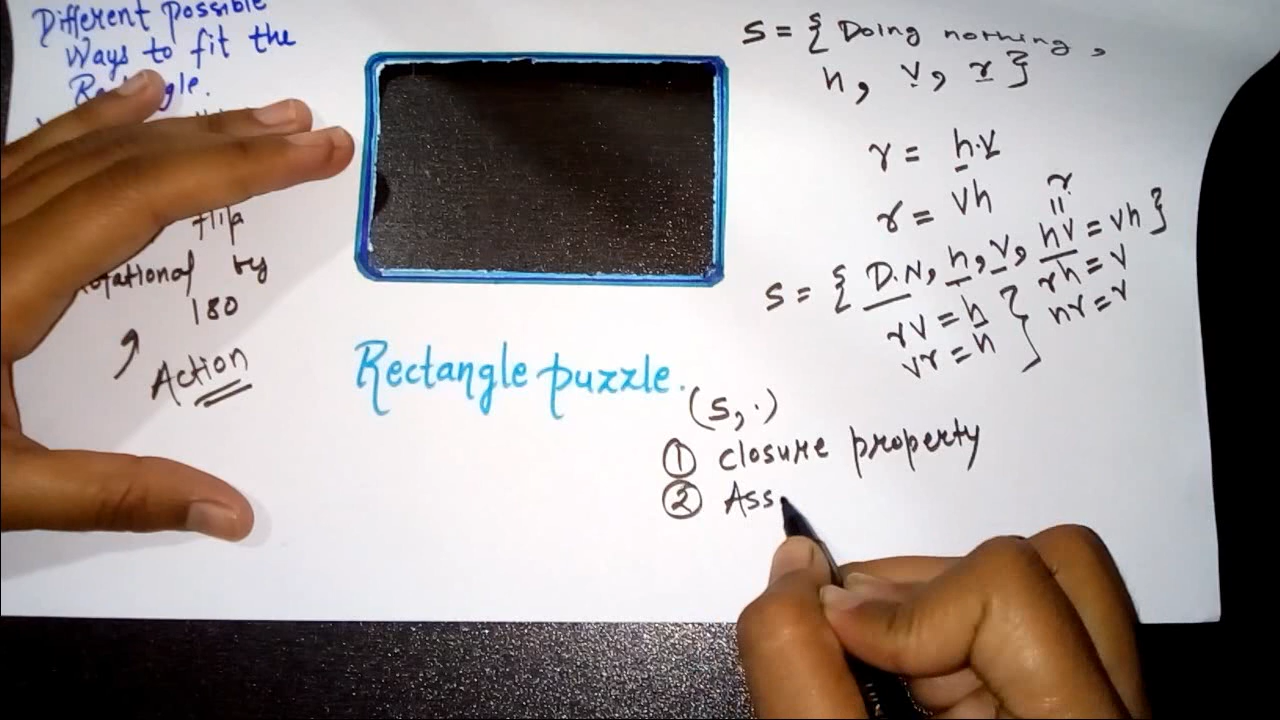 Different possible
Ways to fit the
flip
by
180
Action
Rectangle puzzle.
S = { Doing nothing,
h, v, r }
r = h.v
r = vh
r
||
S = { D.N, h, v, hv = vh }
rv = h } rh = v
vr = h hr = v
(S, .)
① closure property
② Ass